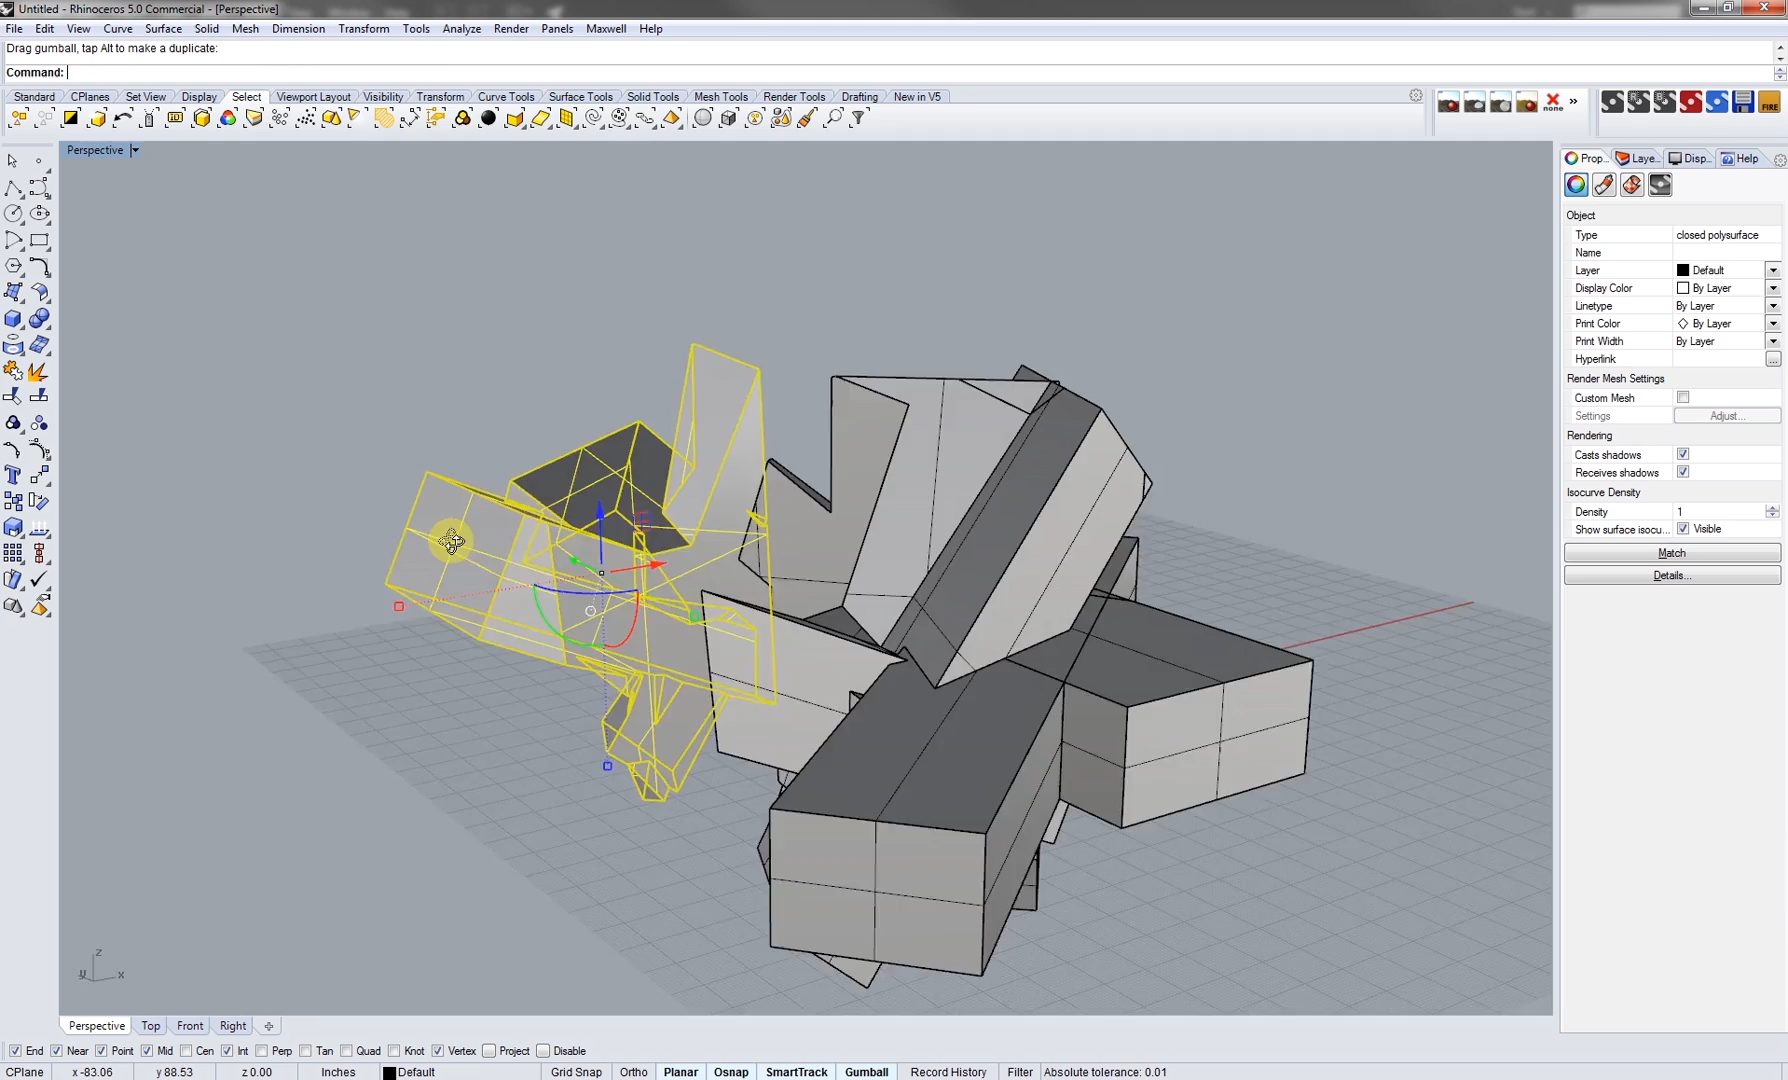 Untitled - Rhinoceros 5.0 Commercial - [Perspective]
File Edit View Curve Surface Solid Mesh Dimension Transform Tools Analyze Render Panels Maxwell Help
Drag gumball, tap Alt to make a duplicate:
Command:
Standard CPlanes Set View Display Select Viewport Layout Visibility Transform Curve Tools Surface Tools Solid Tools Mesh Tools Render Tools Drafting New in V5
none » FIRE
Perspective
Prop... Laye... Disp... Help
Object
Type closed polysurface
Name
Layer Default
Display Color By Layer
Linetype By Layer
Print Color By Layer
Print Width By Layer
Hyperlink ...
Render Mesh Settings
Custom Mesh
Settings Adjust...
Rendering
Casts shadows
Receives shadows
Isocurve Density
Density 1
Show surface isocu... Visible
Match
Details...
z
y x
Perspective Top Front Right
End Near Point Mid Cen Int Perp Tan Quad Knot Vertex Project Disable
CPlane x -83.06 y 88.53 z 0.00 Inches Default Grid Snap Ortho Planar Osnap SmartTrack Gumball Record History Filter Absolute tolerance: 0.01